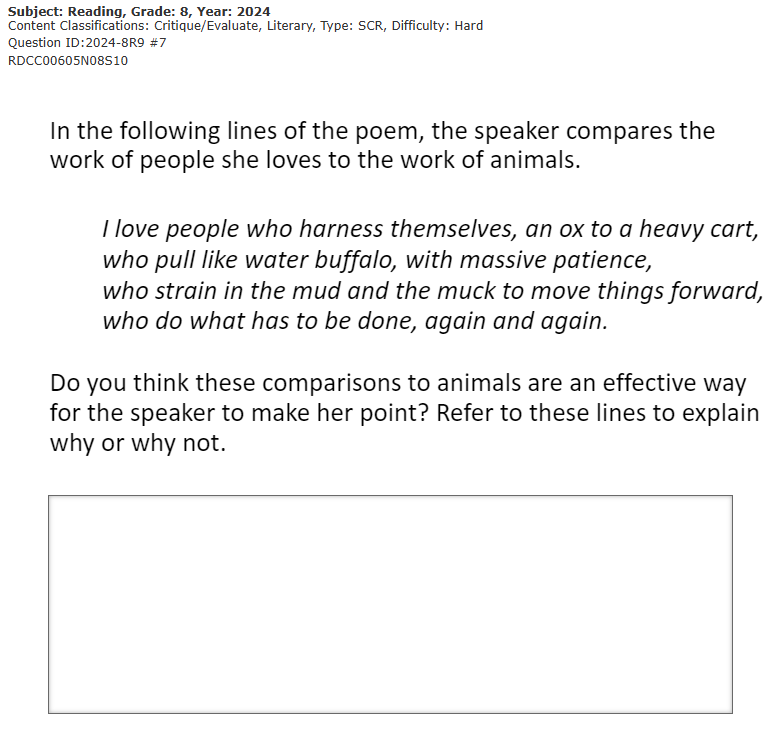 Subject: Reading, Grade: 8, Year: 2024
Content Classifications: Critique/Evaluate, Literary, Type: SCR, Difficulty: Hard
Question ID:2024-8R9 #7
RDCC00605N08S10
In the following lines of the poem, the speaker compares the
work of people she loves to the work of animals.
I love people who harness themselves, an ox to a heavy cart,
who pull like water buffalo, with massive patience,
who strain in the mud and the muck to move things forward,
who do what has to be done, again and again.
Do you think these comparisons to animals are an effective way
for the speaker to make her point? Refer to these lines to explain
why or why not.